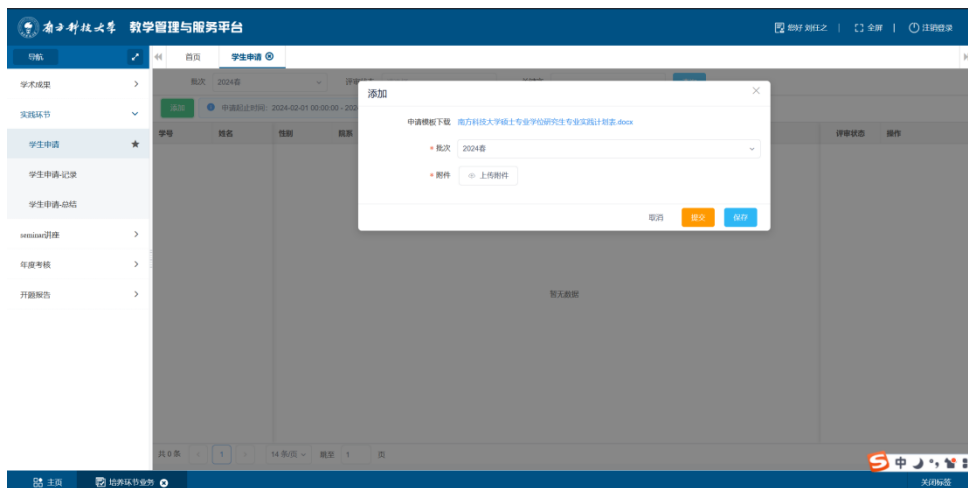 南方科技大学 教学管理与服务平台
您好 刘任之 | 全屏 | 注销登录
导航 首页 学生申请
学术成果
实践环节
学生申请
学生申请-记录
学生申请-总结
seminar讲座
年度考核
开题报告
批次 2024春
添加 申请起止时间: 2024-02-01 00:00:00 - 202
学号 姓名 性别 院系 评审状态 操作
添加
申请模板下载 南方科技大学硕士专业学位研究生专业实践计划表.docx
* 批次 2024春
* 附件 上传附件
取消 提交 保存
暂无数据
共 0 条 1 14 条/页 跳至 1 页
中
主页 培养环节业务 关闭标签